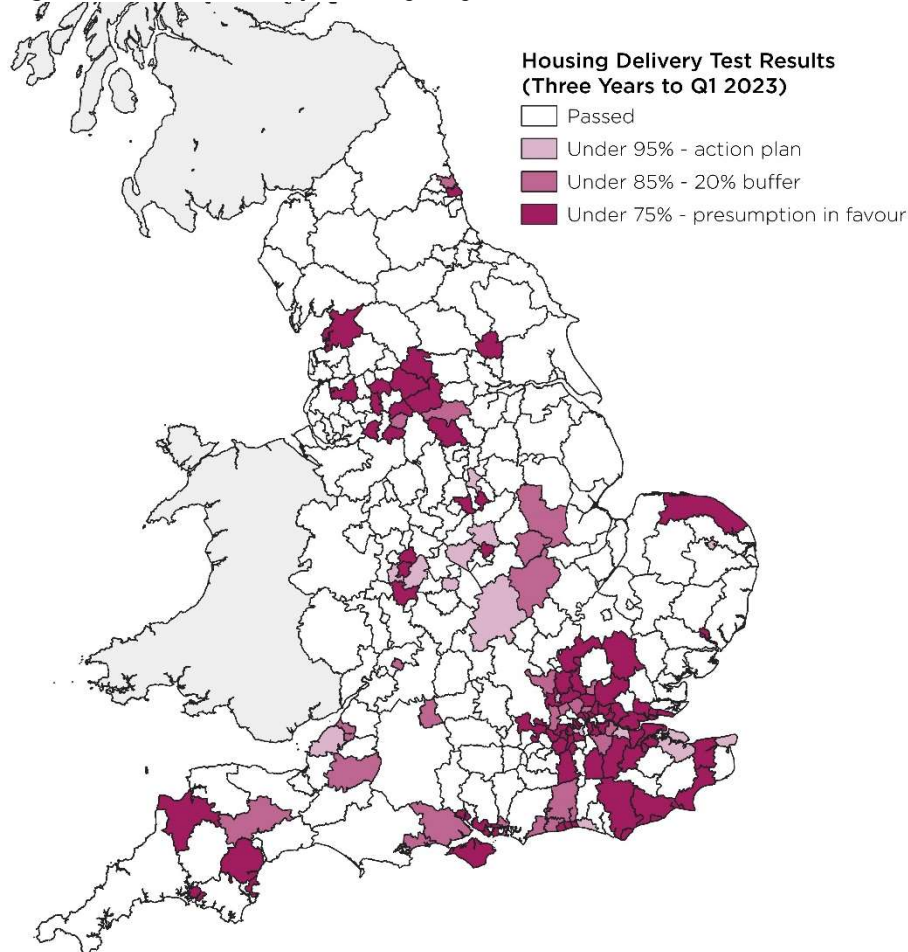 Housing Delivery Test Results
(Three Years to Q1 2023)
Passed
Under 95% - action plan
Under 85% - 20% buffer
Under 75% - presumption in favour